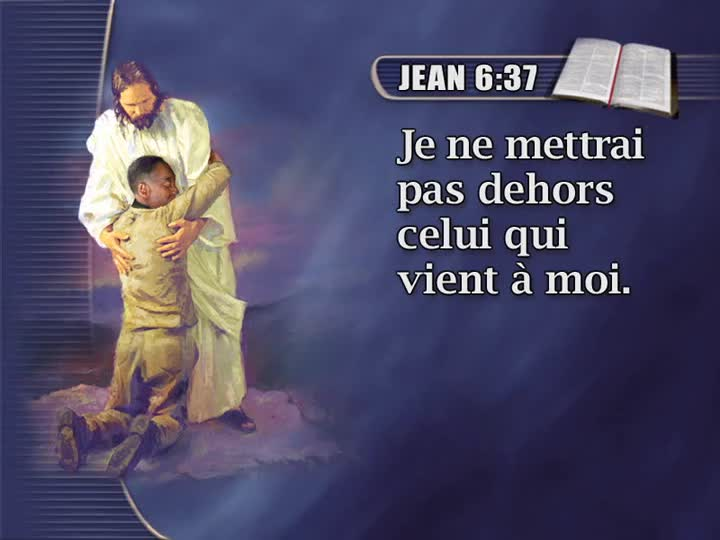 JEAN 6:37
Je ne mettrai
pas dehors
celui qui
vient à moi.